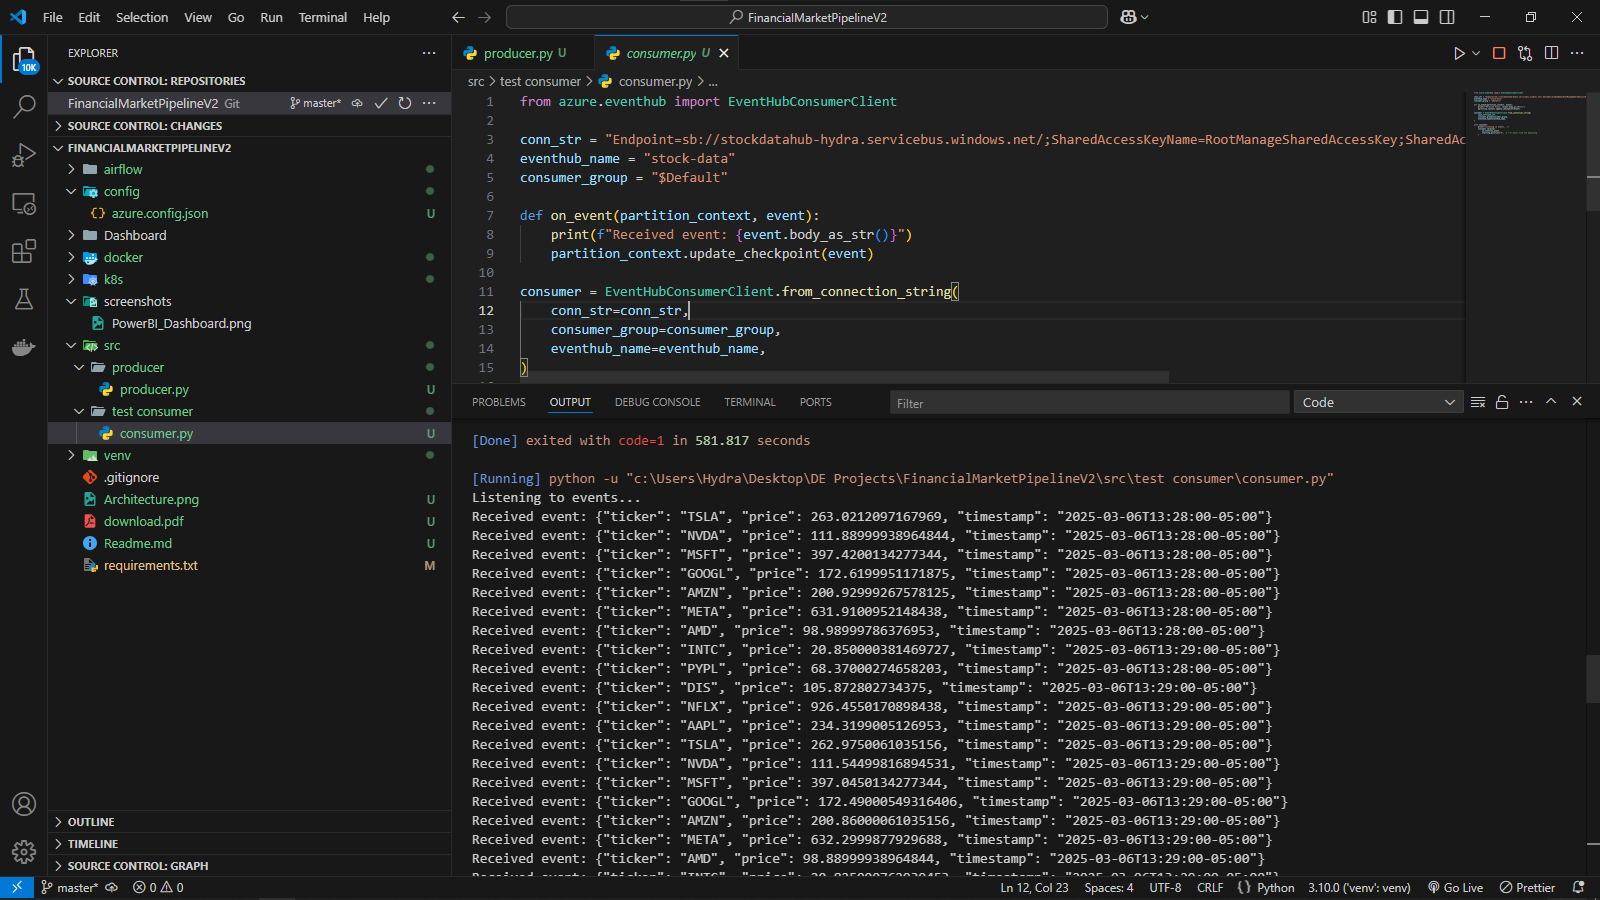 File Edit Selection View Go Run Terminal Help
FinancialMarketPipelineV2
10K
EXPLORER
SOURCE CONTROL: REPOSITORIES
FinancialMarketPipelineV2 Git master*
SOURCE CONTROL: CHANGES
FINANCIALMARKETPIPELINEV2
airflow
config
azure.config.json U
Dashboard
docker
k8s
screenshots
PowerBI_Dashboard.png
src
producer
producer.py U
test consumer
consumer.py U
venv
.gitignore
Architecture.png U
download.pdf U
Readme.md U
requirements.txt M
OUTLINE
TIMELINE
SOURCE CONTROL: GRAPH
producer.py U consumer.py U
src > test consumer > consumer.py > ...
1 from azure.eventhub import EventHubConsumerClient
2
3 conn_str = "Endpoint=sb://stockdatahub-hydra.servicebus.windows.net/;SharedAccessKeyName=RootManageSharedAccessKey;SharedAc
4 eventhub_name = "stock-data"
5 consumer_group = "$Default"
6
7 def on_event(partition_context, event):
8 print(f"Received event: {event.body_as_str()}")
9 partition_context.update_checkpoint(event)
10
11 consumer = EventHubConsumerClient.from_connection_string(
12 conn_str=conn_str,
13 consumer_group=consumer_group,
14 eventhub_name=eventhub_name,
15 )
PROBLEMS OUTPUT DEBUG CONSOLE TERMINAL PORTS Filter Code
[Done] exited with code=1 in 581.817 seconds
[Running] python -u "c:\Users\Hydra\Desktop\DE Projects\FinancialMarketPipelineV2\src\test consumer\consumer.py"
Listening to events...
Received event: {"ticker": "TSLA", "price": 263.0212097167969, "timestamp": "2025-03-06T13:28:00-05:00"}
Received event: {"ticker": "NVDA", "price": 111.88999938964844, "timestamp": "2025-03-06T13:28:00-05:00"}
Received event: {"ticker": "MSFT", "price": 397.4200134277344, "timestamp": "2025-03-06T13:28:00-05:00"}
Received event: {"ticker": "GOOGL", "price": 172.6199951171875, "timestamp": "2025-03-06T13:28:00-05:00"}
Received event: {"ticker": "AMZN", "price": 200.92999267578125, "timestamp": "2025-03-06T13:28:00-05:00"}
Received event: {"ticker": "META", "price": 631.9100952148438, "timestamp": "2025-03-06T13:28:00-05:00"}
Received event: {"ticker": "AMD", "price": 98.98999786376953, "timestamp": "2025-03-06T13:28:00-05:00"}
Received event: {"ticker": "INTC", "price": 20.850000381469727, "timestamp": "2025-03-06T13:29:00-05:00"}
Received event: {"ticker": "PYPL", "price": 68.37000274658203, "timestamp": "2025-03-06T13:28:00-05:00"}
Received event: {"ticker": "DIS", "price": 105.872802734375, "timestamp": "2025-03-06T13:29:00-05:00"}
Received event: {"ticker": "NFLX", "price": 926.4550170898438, "timestamp": "2025-03-06T13:29:00-05:00"}
Received event: {"ticker": "AAPL", "price": 234.3199005126953, "timestamp": "2025-03-06T13:29:00-05:00"}
Received event: {"ticker": "TSLA", "price": 262.9750061035156, "timestamp": "2025-03-06T13:29:00-05:00"}
Received event: {"ticker": "NVDA", "price": 111.54499816894531, "timestamp": "2025-03-06T13:29:00-05:00"}
Received event: {"ticker": "MSFT", "price": 397.0450134277344, "timestamp": "2025-03-06T13:29:00-05:00"}
Received event: {"ticker": "GOOGL", "price": 172.49000549316406, "timestamp": "2025-03-06T13:29:00-05:00"}
Received event: {"ticker": "AMZN", "price": 200.86000061035156, "timestamp": "2025-03-06T13:29:00-05:00"}
Received event: {"ticker": "META", "price": 632.2999877929688, "timestamp": "2025-03-06T13:29:00-05:00"}
Received event: {"ticker": "AMD", "price": 98.88999938964844, "timestamp": "2025-03-06T13:29:00-05:00"}
master* 0 0 Ln 12, Col 23 Spaces: 4 UTF-8 CRLF {} Python 3.10.0 ('venv': venv) Go Live Prettier